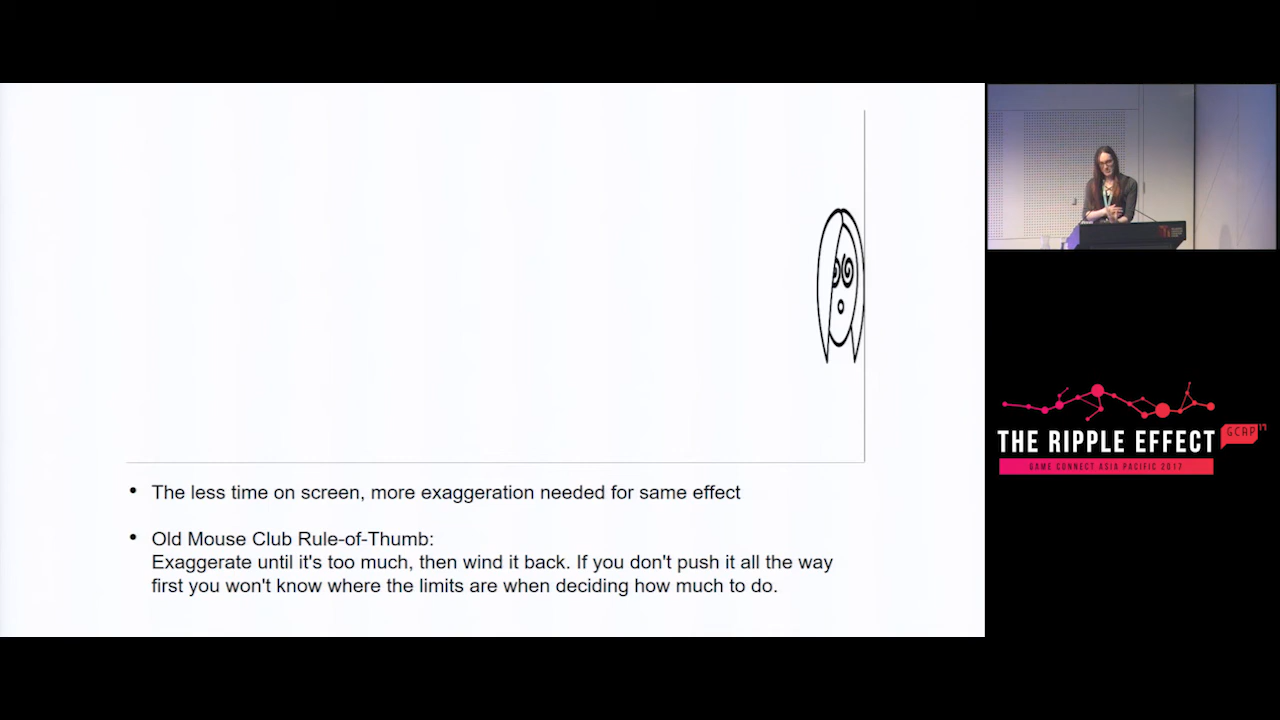 • The less time on screen, more exaggeration needed for same effect
• Old Mouse Club Rule-of-Thumb:
Exaggerate until it's too much, then wind it back. If you don't push it all the way
first you won't know where the limits are when deciding how much to do.
THE RIPPLE EFFECT
GCAP 17
GAME CONNECT ASIA PACIFIC 2017